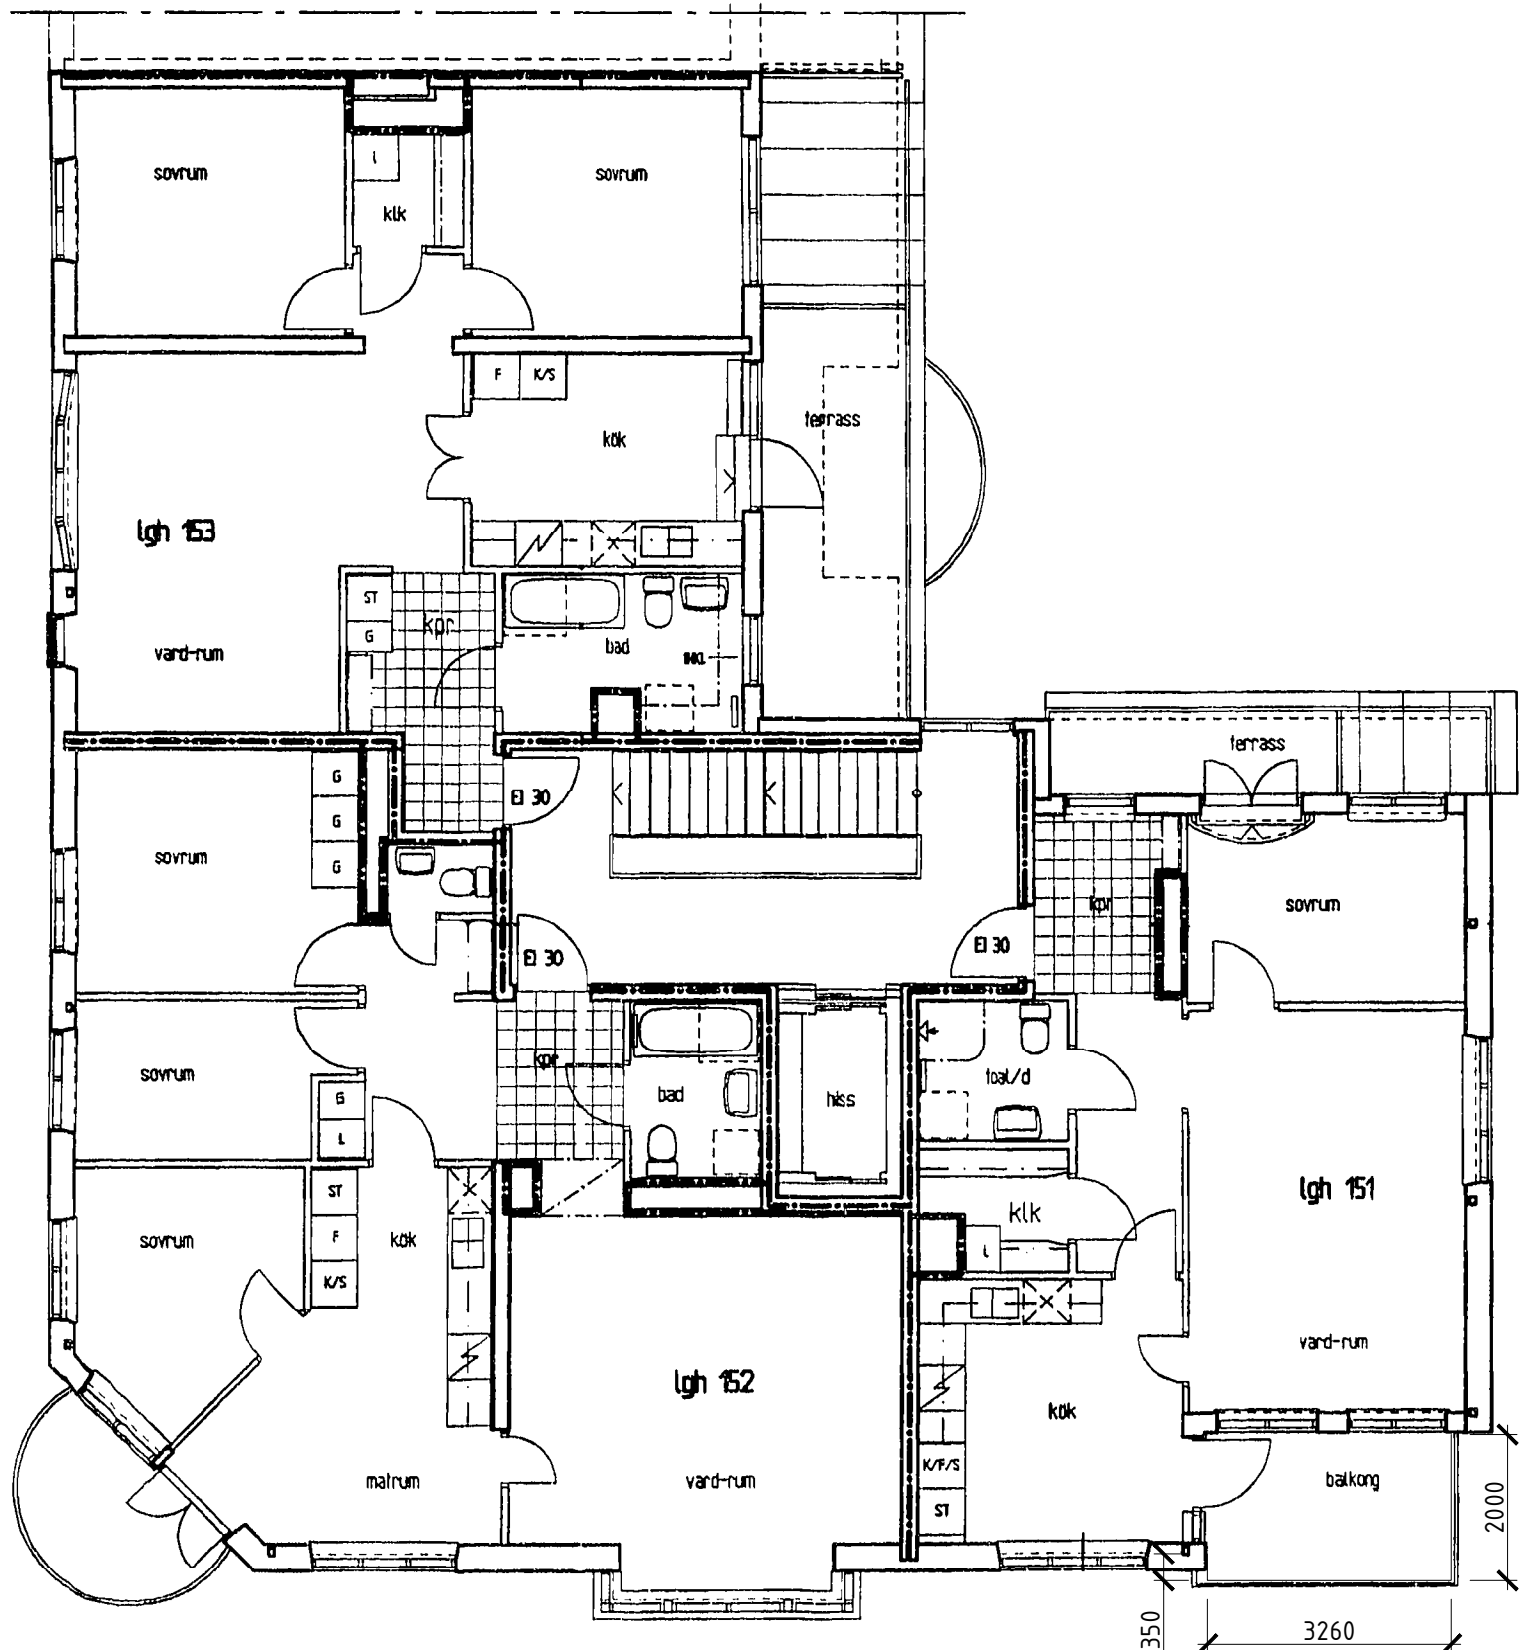 sovrum
sovrum
L
klk
F
K/S
kök
terrass
lgh 153
ST
kpr
G
bad
vard-rum
terrass
G
EI 30
G
sovrum
G
kpr
sovrum
EI 30
EI 30
kpr
sovrum
bad
hiss
toal/d
G
L
ST
lgh 151
klk
F
kök
sovrum
L
K/S
vard-rum
lgh 152
kök
K/F/S
matrum
vard-rum
balkong
ST
2000
350
3260